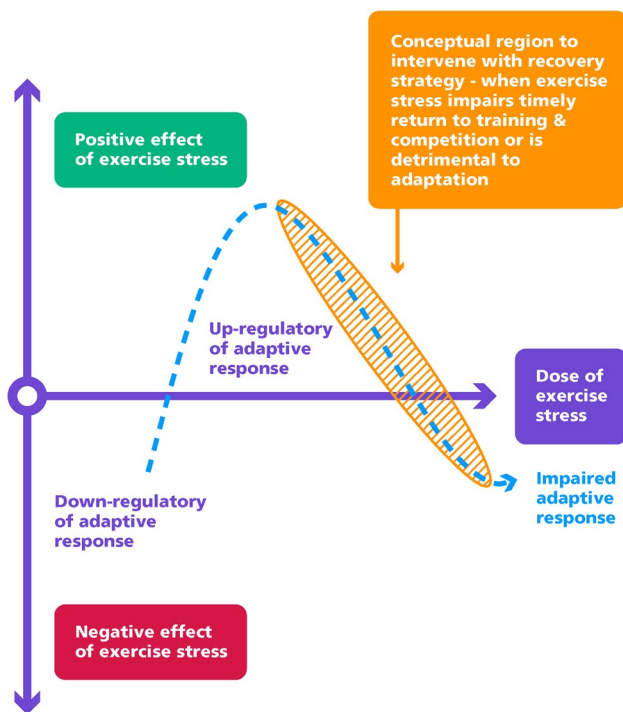 Conceptual region to
intervene with recovery
strategy - when exercise
stress impairs timely
return to training &
competition or is
detrimental to
adaptation
Positive effect
of exercise stress
Up-regulatory
of adaptive
response
Dose of
exercise
stress
Down-regulatory
of adaptive
response
Impaired
adaptive
response
Negative effect
of exercise stress